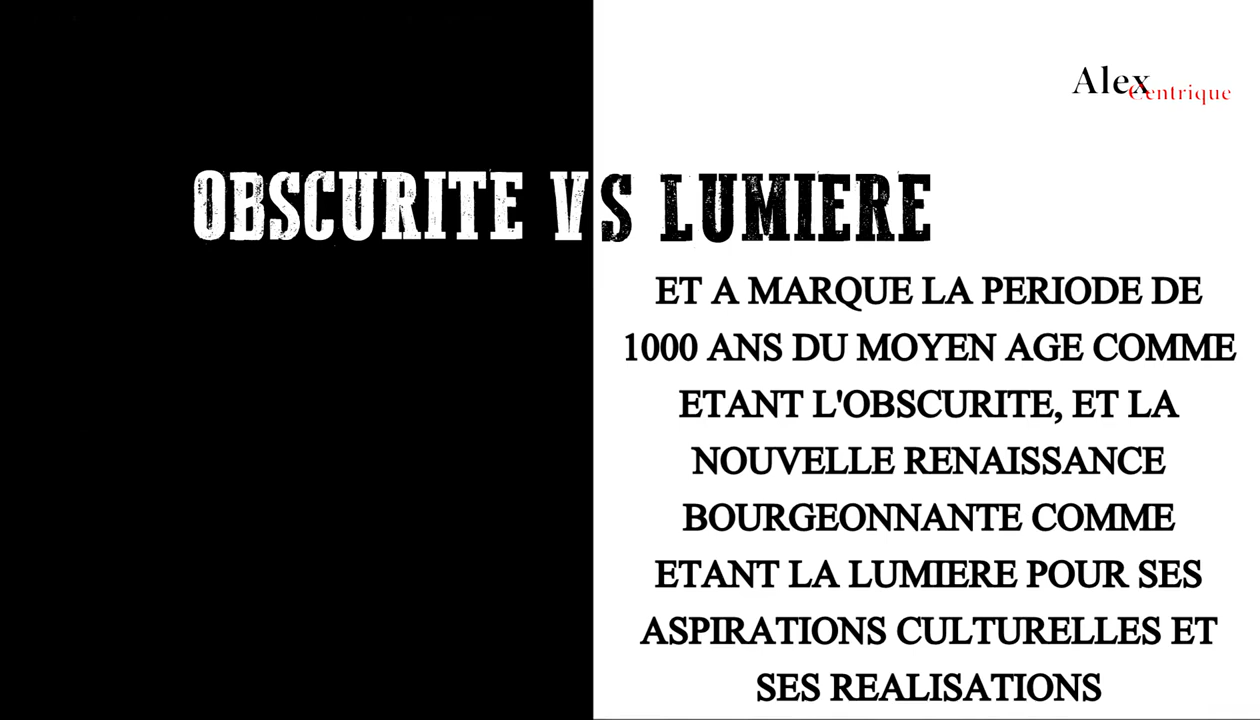 Alex
Centrique
OBSCURITE VS LUMIERE
ET A MARQUE LA PERIODE DE
1000 ANS DU MOYEN AGE COMME
ETANT L'OBSCURITE, ET LA
NOUVELLE RENAISSANCE
BOURGEONNANTE COMME
ETANT LA LUMIERE POUR SES
ASPIRATIONS CULTURELLES ET
SES REALISATIONS